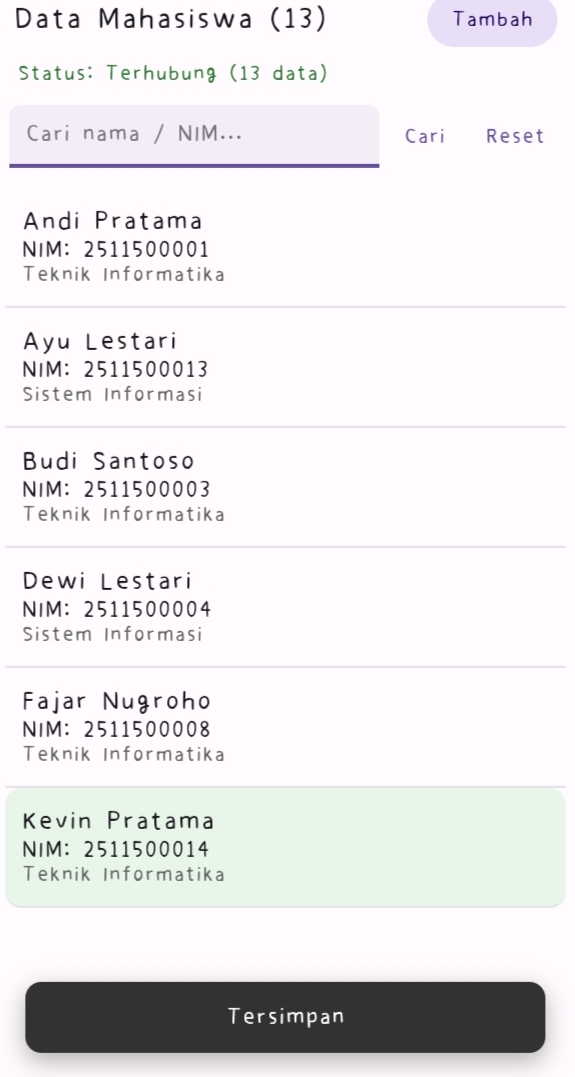 Data Mahasiswa (13)
Tambah
Status: Terhubung (13 data)
Cari nama / NIM...
Cari
Reset
Andi Pratama
NIM: 2511500001
Teknik Informatika
Ayu Lestari
NIM: 2511500013
Sistem Informasi
Budi Santoso
NIM: 2511500003
Teknik Informatika
Dewi Lestari
NIM: 2511500004
Sistem Informasi
Fajar Nugroho
NIM: 2511500008
Teknik Informatika
Kevin Pratama
NIM: 2511500014
Teknik Informatika
Tersimpan